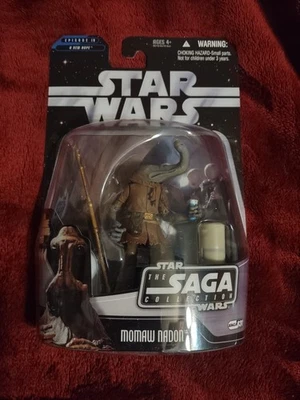 EPISODE IV
A NEW HOPE
AGES 4+
WARNING:
CHOKING HAZARD-Small parts.
Not for children under 3 years.
STAR
WARS
STAR
THE SAGA
COLLECTION
WARS
MOMAW NADON